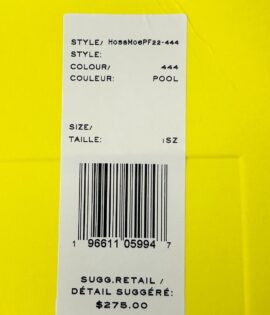 STYLE/ HossMosPF22-444
STYLE:
COLOUR/ 444
COULEUR: POOL
SIZE/
TAILLE: 1SZ
1 96611 05994 7
SUGG.RETAIL /
DÉTAIL SUGGÉRÉ:
$275.00